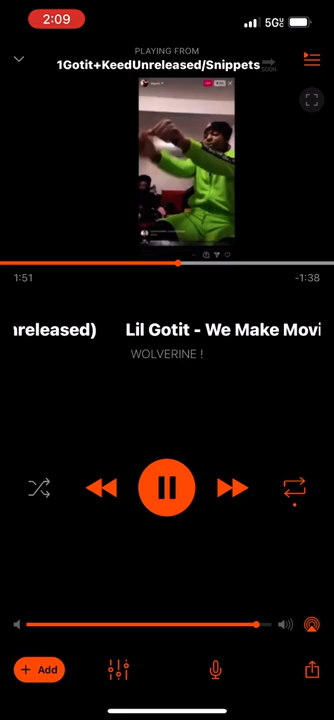 2:09
5G
PLAYING FROM
1Gotit+KeedUnreleased/Snippets
SOON
1:51
-1:38
nreleased) Lil Gotit - We Make Movi
WOLVERINE !
+ Add